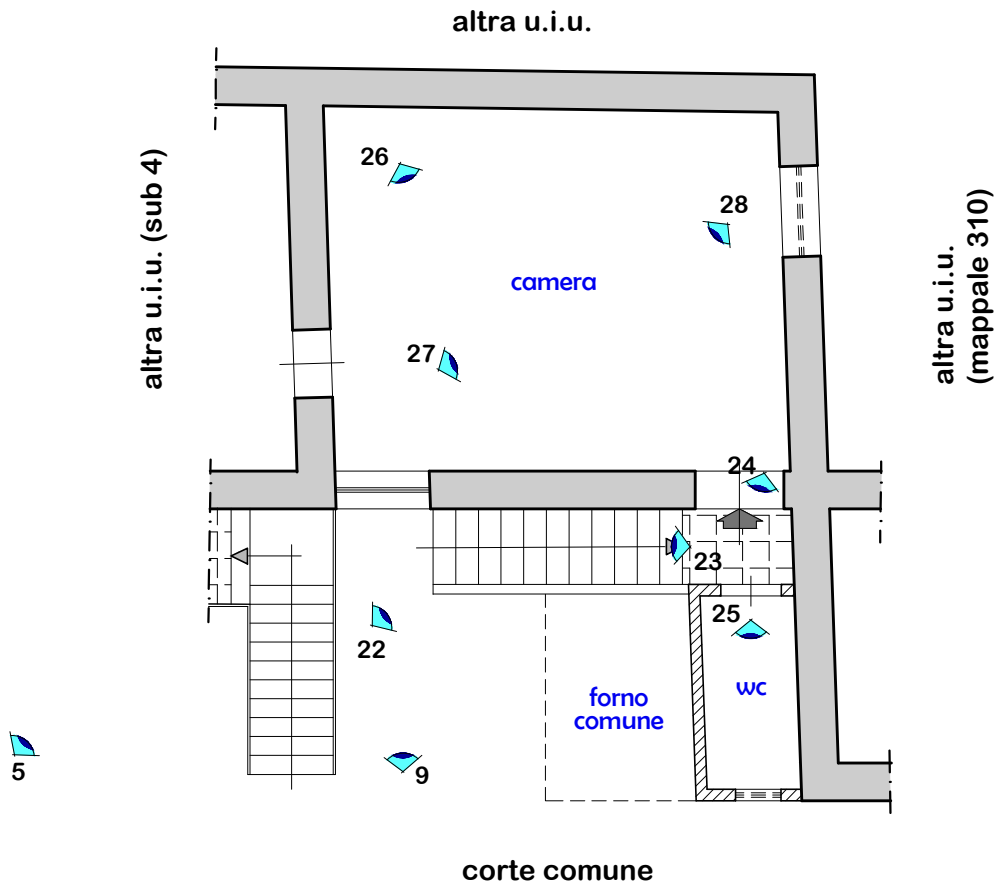 altra u.i.u.
altra u.i.u. (sub 4)
26
28
camera
altra u.i.u.
(mappale 310)
27
24
23
25
22
wc
forno
comune
5
9
corte comune